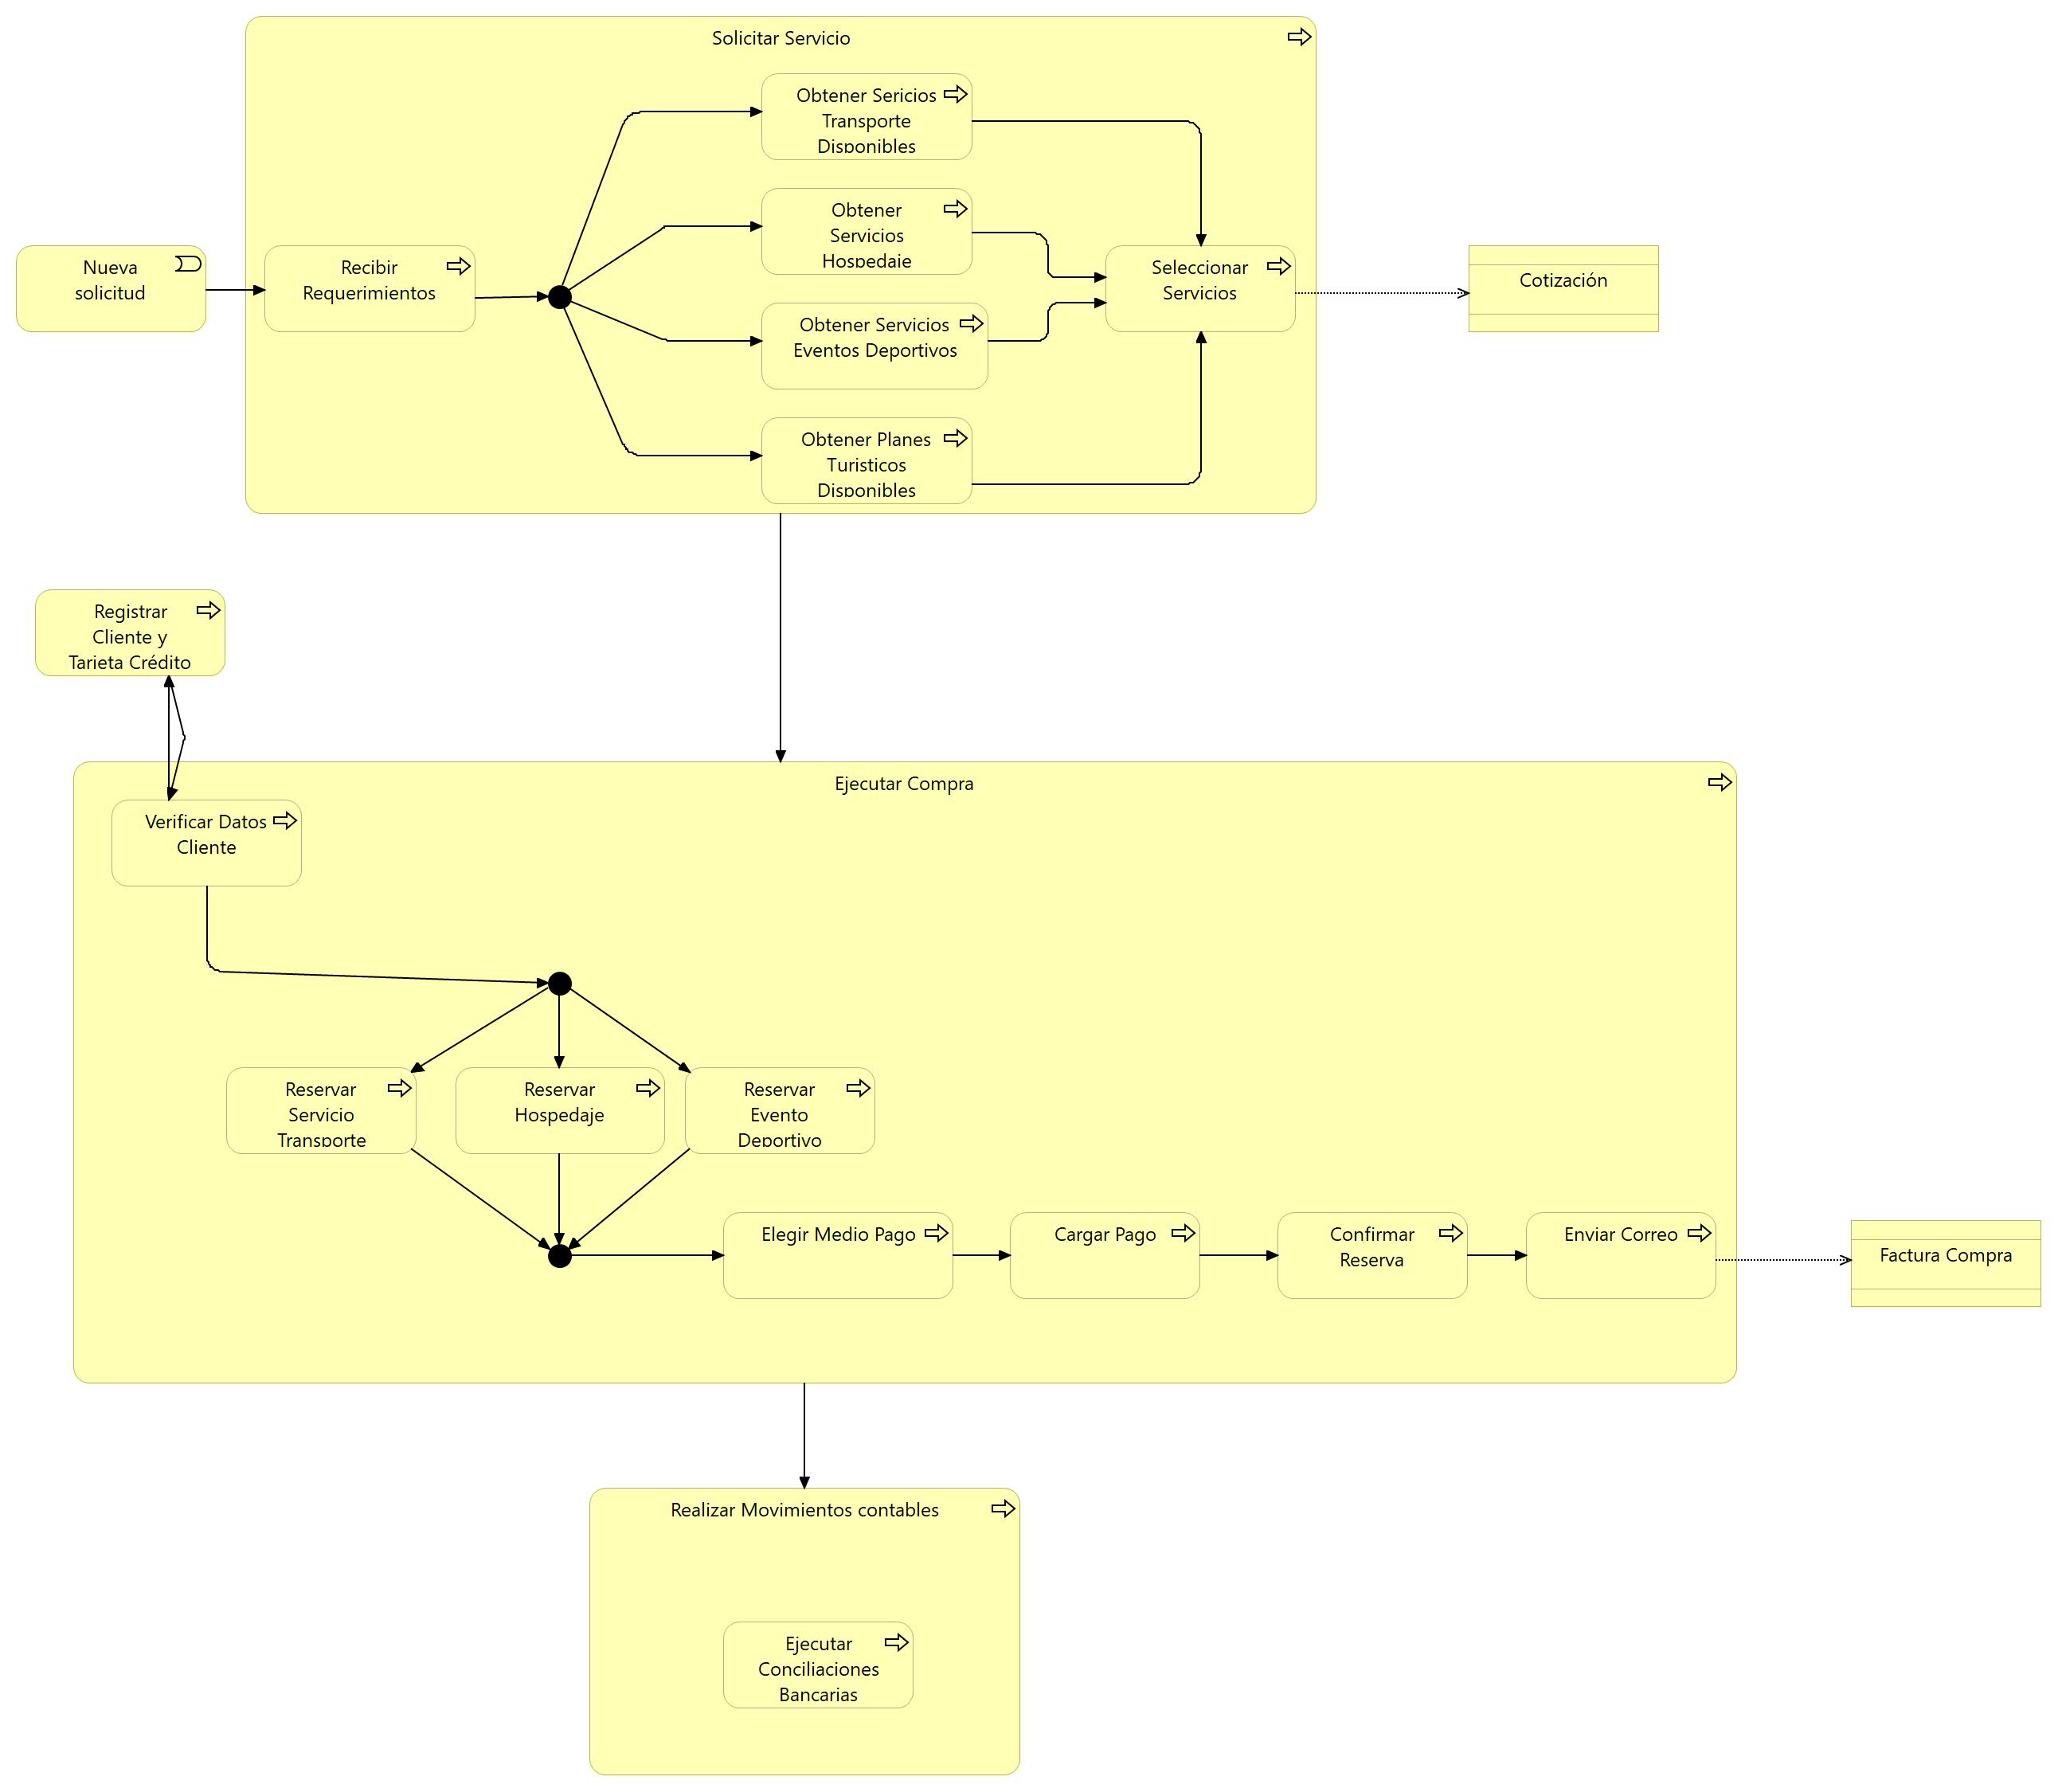 Solicitar Servicio
Obtener Sericios
Transporte
Disponibles
Obtener
Servicios
Hospedaje
Nueva
solicitud
Recibir
Requerimientos
Seleccionar
Servicios
Cotización
Obtener Servicios
Eventos Deportivos
Obtener Planes
Turisticos
Disponibles
Registrar
Cliente y
Tarjeta Crédito
Ejecutar Compra
Verificar Datos
Cliente
Reservar
Servicio
Transporte
Reservar
Hospedaje
Reservar
Evento
Deportivo
Elegir Medio Pago
Cargar Pago
Confirmar
Reserva
Enviar Correo
Factura Compra
Realizar Movimientos contables
Ejecutar
Conciliaciones
Bancarias